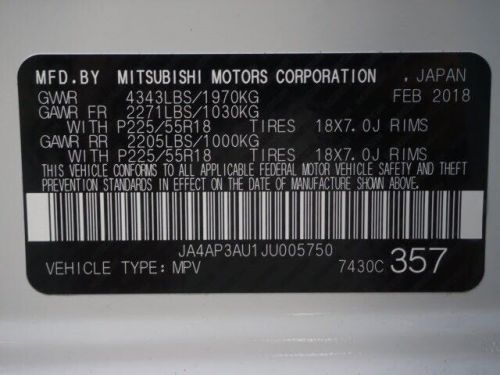 MFD.BY MITSUBISHI MOTORS CORPORATION , JAPAN
GVWR 4343LBS/1970KG FEB 2018
GAWR FR 2271LBS/1030KG
WITH P225/55R18 TIRES 18X7.0J RIMS
GAWR RR 2205LBS/1000KG
WITH P225/55R18 TIRES 18X7.0J RIMS
THIS VEHICLE CONFORMS TO ALL APPLICABLE FEDERAL MOTOR VEHICLE SAFETY AND THEFT
PREVENTION STANDARDS IN EFFECT ON THE DATE OF MANUFACTURE SHOWN ABOVE.
JA4AP3AU1JU005750
VEHICLE TYPE: MPV 7430C 357